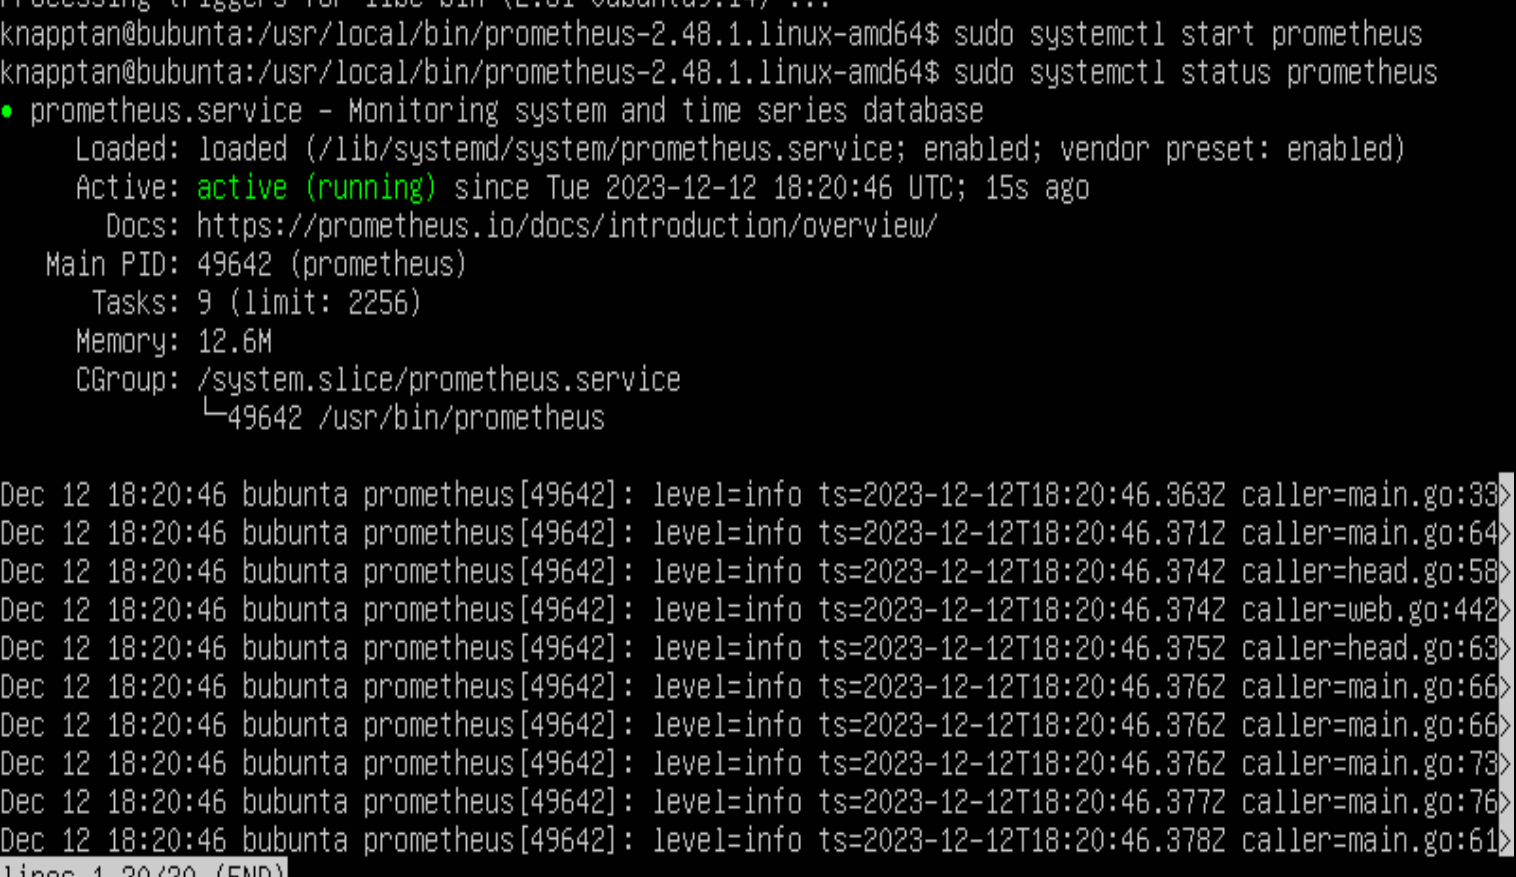 Processing triggers for libc-bin (2.31-0ubuntu9.14) ...
knapptan@bubunta:/usr/local/bin/prometheus-2.48.1.linux-amd64$ sudo systemctl start prometheus
knapptan@bubunta:/usr/local/bin/prometheus-2.48.1.linux-amd64$ sudo systemctl status prometheus
● prometheus.service - Monitoring system and time series database
Loaded: loaded (/lib/systemd/system/prometheus.service; enabled; vendor preset: enabled)
Active: active (running) since Tue 2023-12-12 18:20:46 UTC; 15s ago
Docs: https://prometheus.io/docs/introduction/overview/
Main PID: 49642 (prometheus)
Tasks: 9 (limit: 2256)
Memory: 12.6M
CGroup: /system.slice/prometheus.service
└─49642 /usr/bin/prometheus
Dec 12 18:20:46 bubunta prometheus[49642]: level=info ts=2023-12-12T18:20:46.363Z caller=main.go:33>
Dec 12 18:20:46 bubunta prometheus[49642]: level=info ts=2023-12-12T18:20:46.371Z caller=main.go:64>
Dec 12 18:20:46 bubunta prometheus[49642]: level=info ts=2023-12-12T18:20:46.374Z caller=head.go:58>
Dec 12 18:20:46 bubunta prometheus[49642]: level=info ts=2023-12-12T18:20:46.374Z caller=web.go:442>
Dec 12 18:20:46 bubunta prometheus[49642]: level=info ts=2023-12-12T18:20:46.375Z caller=head.go:63>
Dec 12 18:20:46 bubunta prometheus[49642]: level=info ts=2023-12-12T18:20:46.376Z caller=main.go:66>
Dec 12 18:20:46 bubunta prometheus[49642]: level=info ts=2023-12-12T18:20:46.376Z caller=main.go:66>
Dec 12 18:20:46 bubunta prometheus[49642]: level=info ts=2023-12-12T18:20:46.376Z caller=main.go:73>
Dec 12 18:20:46 bubunta prometheus[49642]: level=info ts=2023-12-12T18:20:46.377Z caller=main.go:76>
Dec 12 18:20:46 bubunta prometheus[49642]: level=info ts=2023-12-12T18:20:46.378Z caller=main.go:61>
lines 1-20/20 (END)